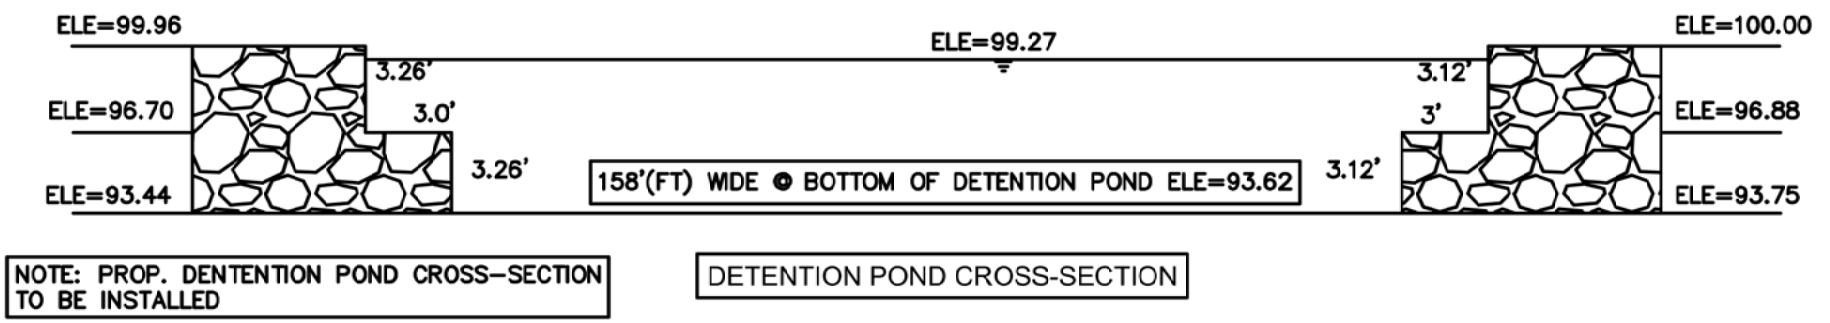 ELE=99.96
ELE=99.27
ELE=100.00
3.26'
3.12'
ELE=96.70
3.0'
3'
ELE=96.88
3.26'
158'(FT) WIDE @ BOTTOM OF DETENTION POND ELE=93.62
3.12'
ELE=93.44
ELE=93.75
NOTE: PROP. DENTENTION POND CROSS-SECTION
TO BE INSTALLED
DETENTION POND CROSS-SECTION